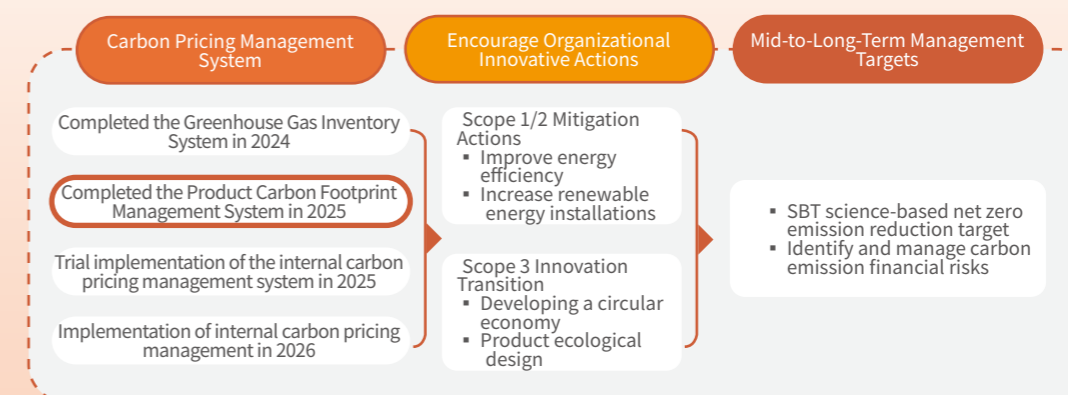 Carbon Pricing Management
System
Encourage Organizational
Innovative Actions
Mid-to-Long-Term Management
Targets
Completed the Greenhouse Gas Inventory
System in 2024
Completed the Product Carbon Footprint
Management System in 2025
Trial implementation of the internal carbon
pricing management system in 2025
Implementation of internal carbon pricing
management in 2026
Scope 1/2 Mitigation
Actions
▪ Improve energy
efficiency
▪ Increase renewable
energy installations
Scope 3 Innovation
Transition
▪ Developing a circular
economy
▪ Product ecological
design
▪ SBT science-based net zero
emission reduction target
▪ Identify and manage carbon
emission financial risks